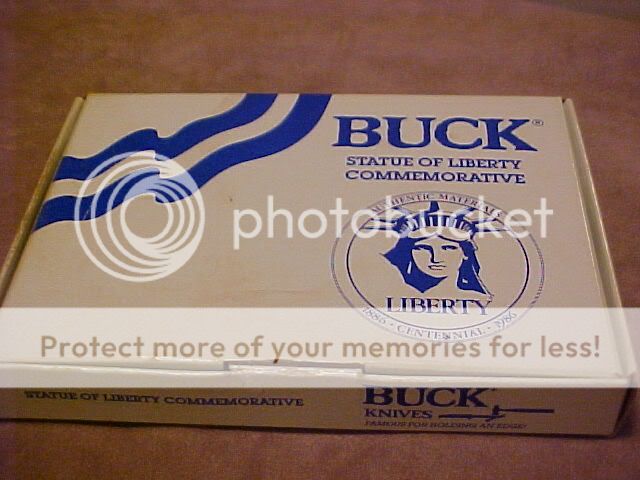 BUCK®
STATUE OF LIBERTY
COMMEMORATIVE
AUTHENTIC MATERIALS
photobucket
LIBERTY
1886 • CENTENNIAL • 1986
Protect more of your memories for less!
STATUE OF LIBERTY COMMEMORATIVE
BUCK
KNIVES
FAMOUS FOR HOLDING AN EDGE!